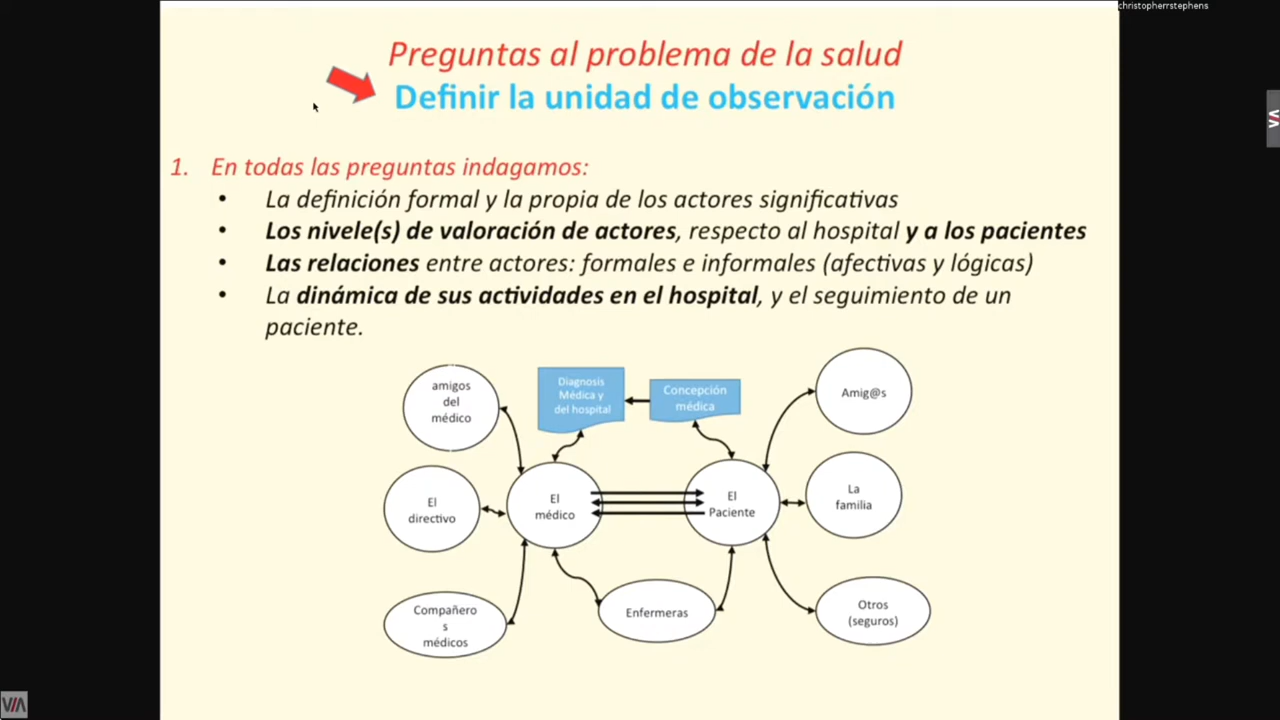 christopherrstephens
Preguntas al problema de la salud
Definir la unidad de observación
1. En todas las preguntas indagamos:
• La definición formal y la propia de los actores significativas
• Los nivele(s) de valoración de actores, respecto al hospital y a los pacientes
• Las relaciones entre actores: formales e informales (afectivas y lógicas)
• La dinámica de sus actividades en el hospital, y el seguimiento de un
paciente.
amigos
del
médico
Diagnosis
Médica y
del hospital
Concepción
médica
Amig@s
El
directivo
El
médico
El
Paciente
La
familia
Compañero
s
médicos
Enfermeras
Otros
(seguros)
VIA
VIA